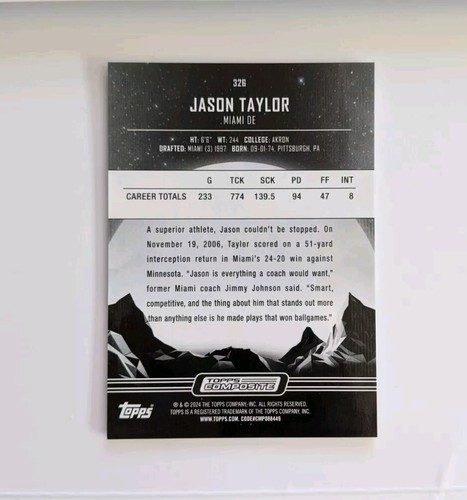 326
JASON TAYLOR
MIAMI DE
HT: 6'6" WT: 244 COLLEGE: AKRON
DRAFTED: MIAMI (3) 1997 BORN: 09-01-74, PITTSBURGH, PA
G TCK SCK PD FF INT
CAREER TOTALS 233 774 139.5 94 47 8
A superior athlete, Jason couldn't be stopped. On
November 19, 2006, Taylor scored on a 51-yard
interception return in Miami's 24-20 win against
Minnesota. "Jason is everything a coach would want,"
former Miami coach Jimmy Johnson said. "Smart,
competitive, and the thing about him that stands out more
than anything else is he made plays that won ballgames."
TOPPS
COMPOSITE
topps
® & © 2024 THE TOPPS COMPANY, INC. ALL RIGHTS RESERVED.
TOPPS IS A REGISTERED TRADEMARK OF THE TOPPS COMPANY, INC.
WWW.TOPPS.COM. CODE#CMP088449